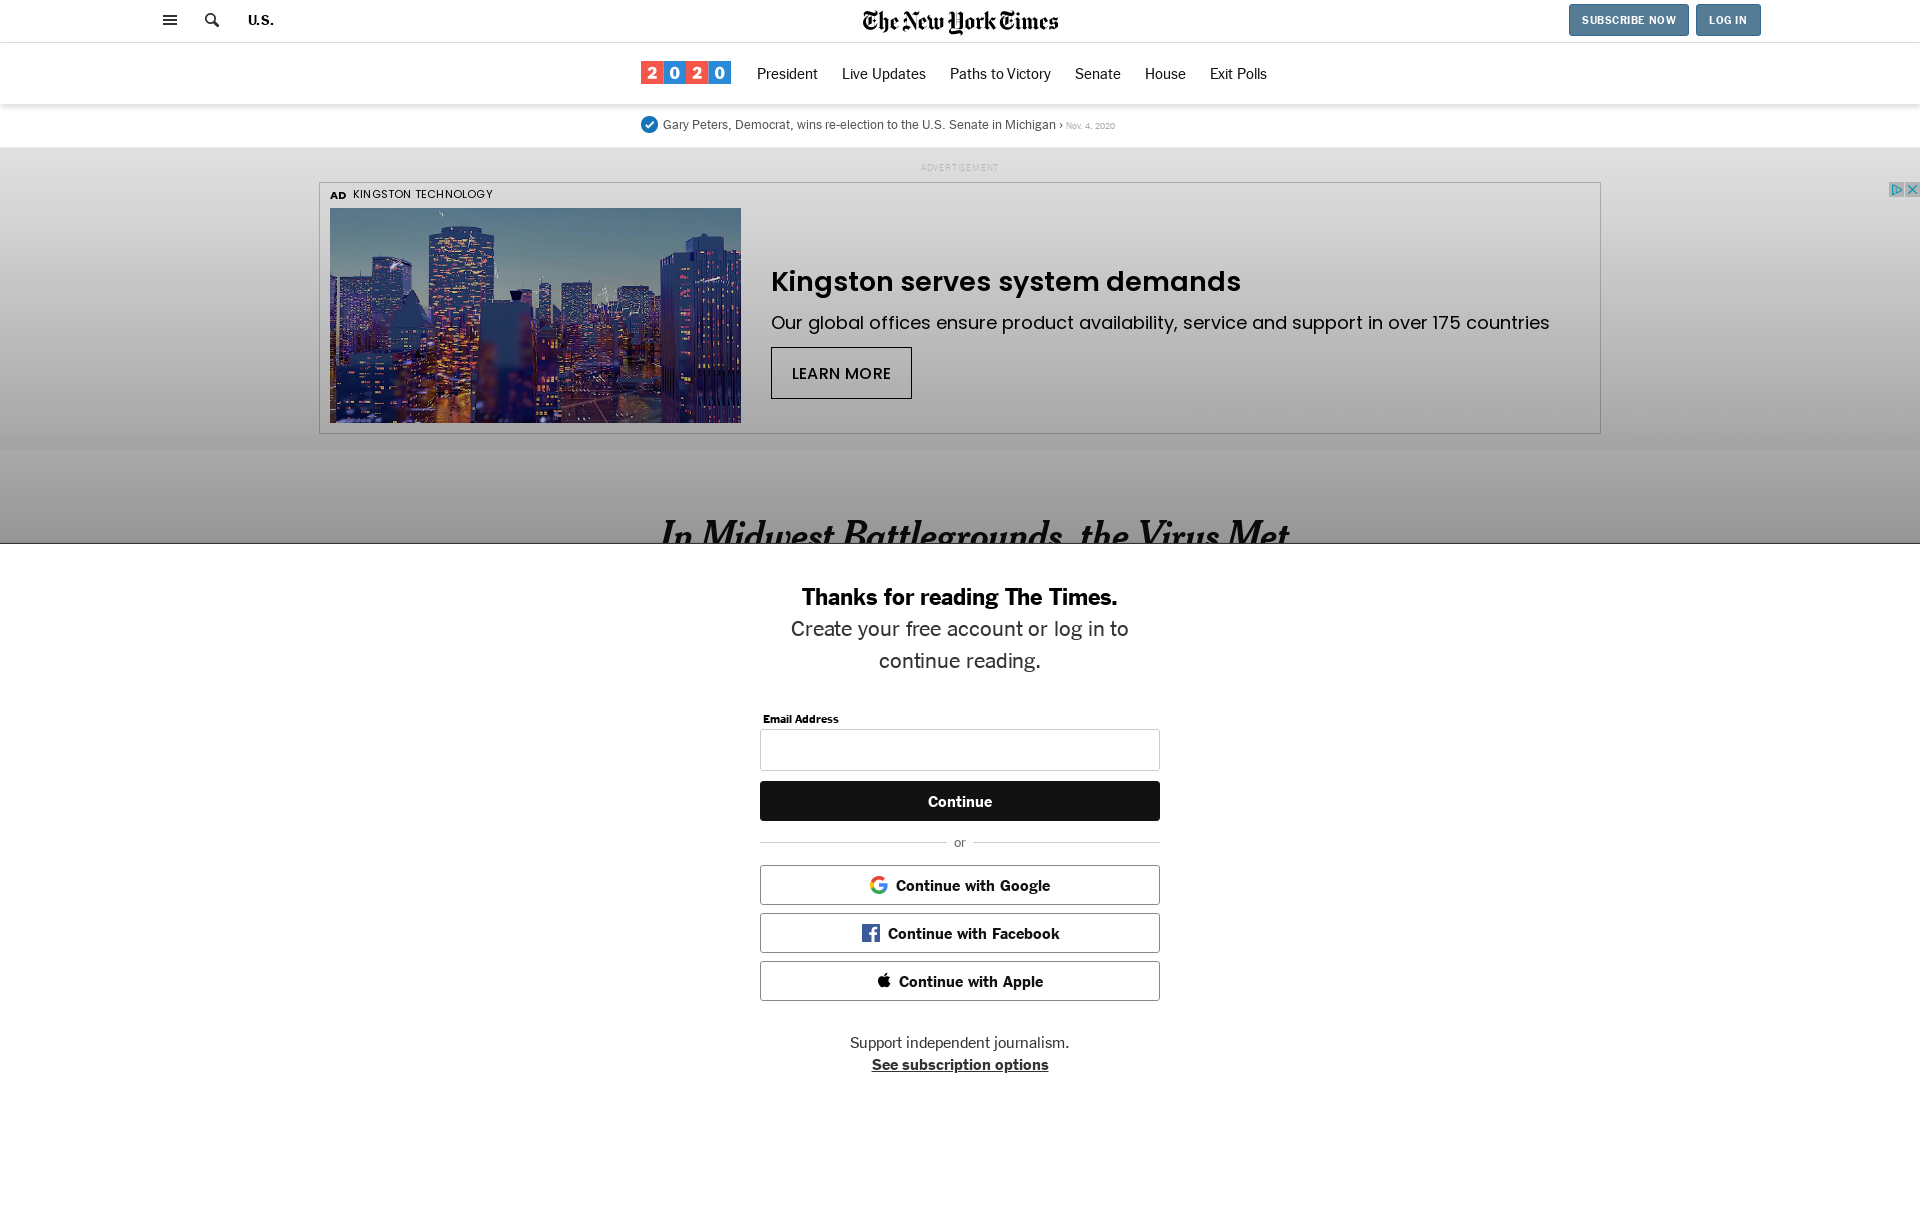 U.S.
The New York Times
SUBSCRIBE NOW
LOG IN
2020
President
Live Updates
Paths to Victory
Senate
House
Exit Polls
Gary Peters, Democrat, wins re-election to the U.S. Senate in Michigan › Nov. 4, 2020
ADVERTISEMENT
AD KINGSTON TECHNOLOGY
Kingston serves system demands
Our global offices ensure product availability, service and support in over 175 countries
LEARN MORE
In Midwest Battlegrounds, the Virus Met
Thanks for reading The Times.
Create your free account or log in to
continue reading.
Email Address
Continue
or
Continue with Google
Continue with Facebook
Continue with Apple
Support independent journalism.
See subscription options